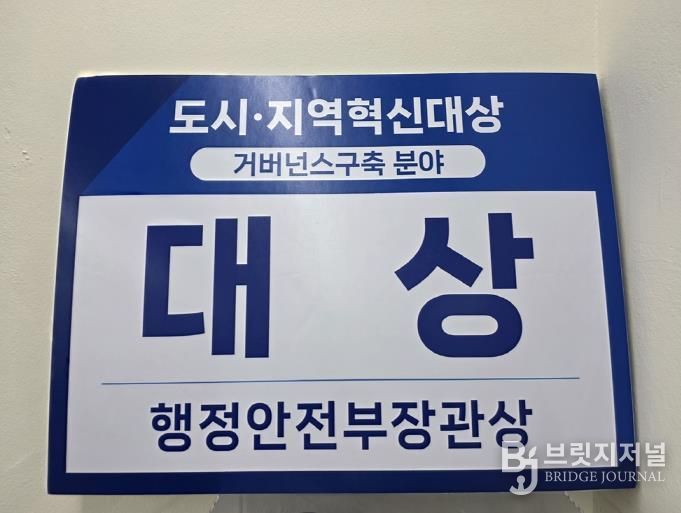 도시·지역혁신대상
거버넌스구축 분야
대 상
행정안전부장관상
브릿지저널
BRIDGE JOURNAL